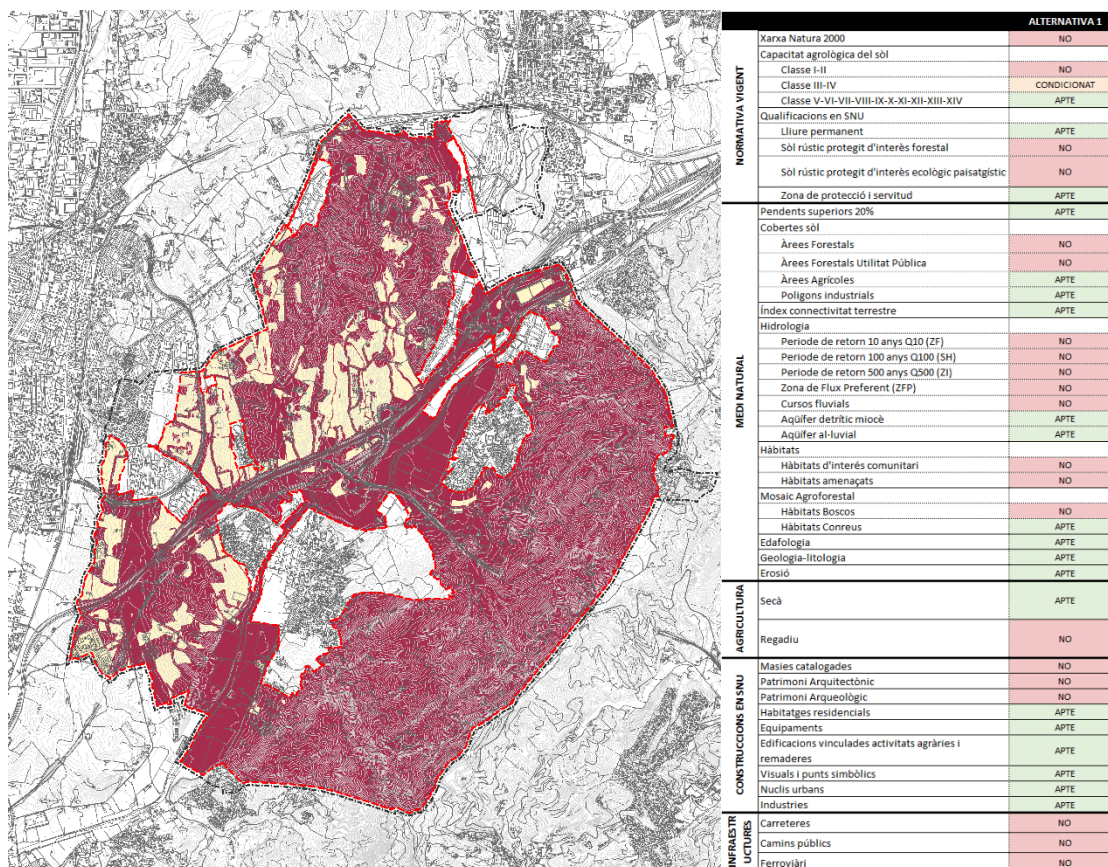 ALTERNATIVA 1
NORMATIVA VIGENT
Xarxa Natura 2000 NO
Capacitat agrològica del sòl
Classe I-II NO
Classe III-IV CONDICIONAT
Classe V-VI-VII-VIII-IX-X-XI-XII-XIII-XIV APTE
Qualificacions en SNU
Lliure permanent APTE
Sòl rústic protegit d'interès forestal NO
Sòl rústic protegit d'interès ecològic paisatgístic NO
Zona de protecció i servitud APTE
MEDI NATURAL
Pendents superiors 20% APTE
Cobertes sòl
Àrees Forestals NO
Àrees Forestals Utilitat Pública NO
Àrees Agrícoles APTE
Poligons industrials APTE
Índex connectivitat terrestre APTE
Hidrologia
Periode de retorn 10 anys Q10 (ZF) NO
Periode de retorn 100 anys Q100 (SH) NO
Periode de retorn 500 anys Q500 (ZI) NO
Zona de Flux Preferent (ZFP) NO
Cursos fluvials NO
Aqüífer detrític miocè APTE
Aqüífer al·luvial APTE
Hàbitats
Hàbitats d'interés comunitari NO
Hàbitats amenaçats NO
Mosaic Agroforestal
Hàbitats Boscos NO
Hàbitats Conreus APTE
Edafologia APTE
Geologia-litologia APTE
Erosió APTE
AGRICULTURA
Secà APTE
Regadiu NO
CONSTRUCCIONS EN SNU
Masies catalogades NO
Patrimoni Arquitectònic NO
Patrimoni Arqueològic NO
Habitatges residencials APTE
Equipaments APTE
Edificacions vinculades activitats agràries i
remaderes APTE
Visuals i punts simbòlics APTE
Nuclis urbans APTE
Industries APTE
INFRAESTR
UCTURES
Carreteres NO
Camins públics NO
Ferroviàri NO